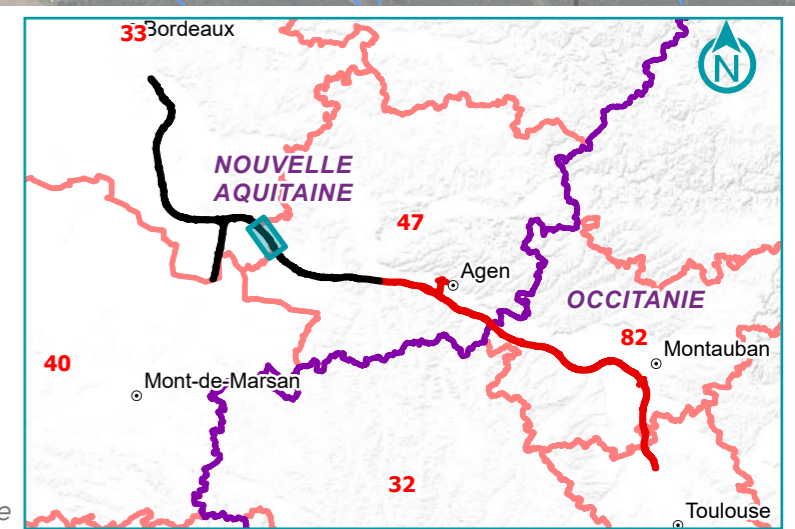 33
Bordeaux
N
NOUVELLE
AQUITAINE
47
Agen
OCCITANIE
82
Montauban
40
Mont-de-Marsan
32
Toulouse
e